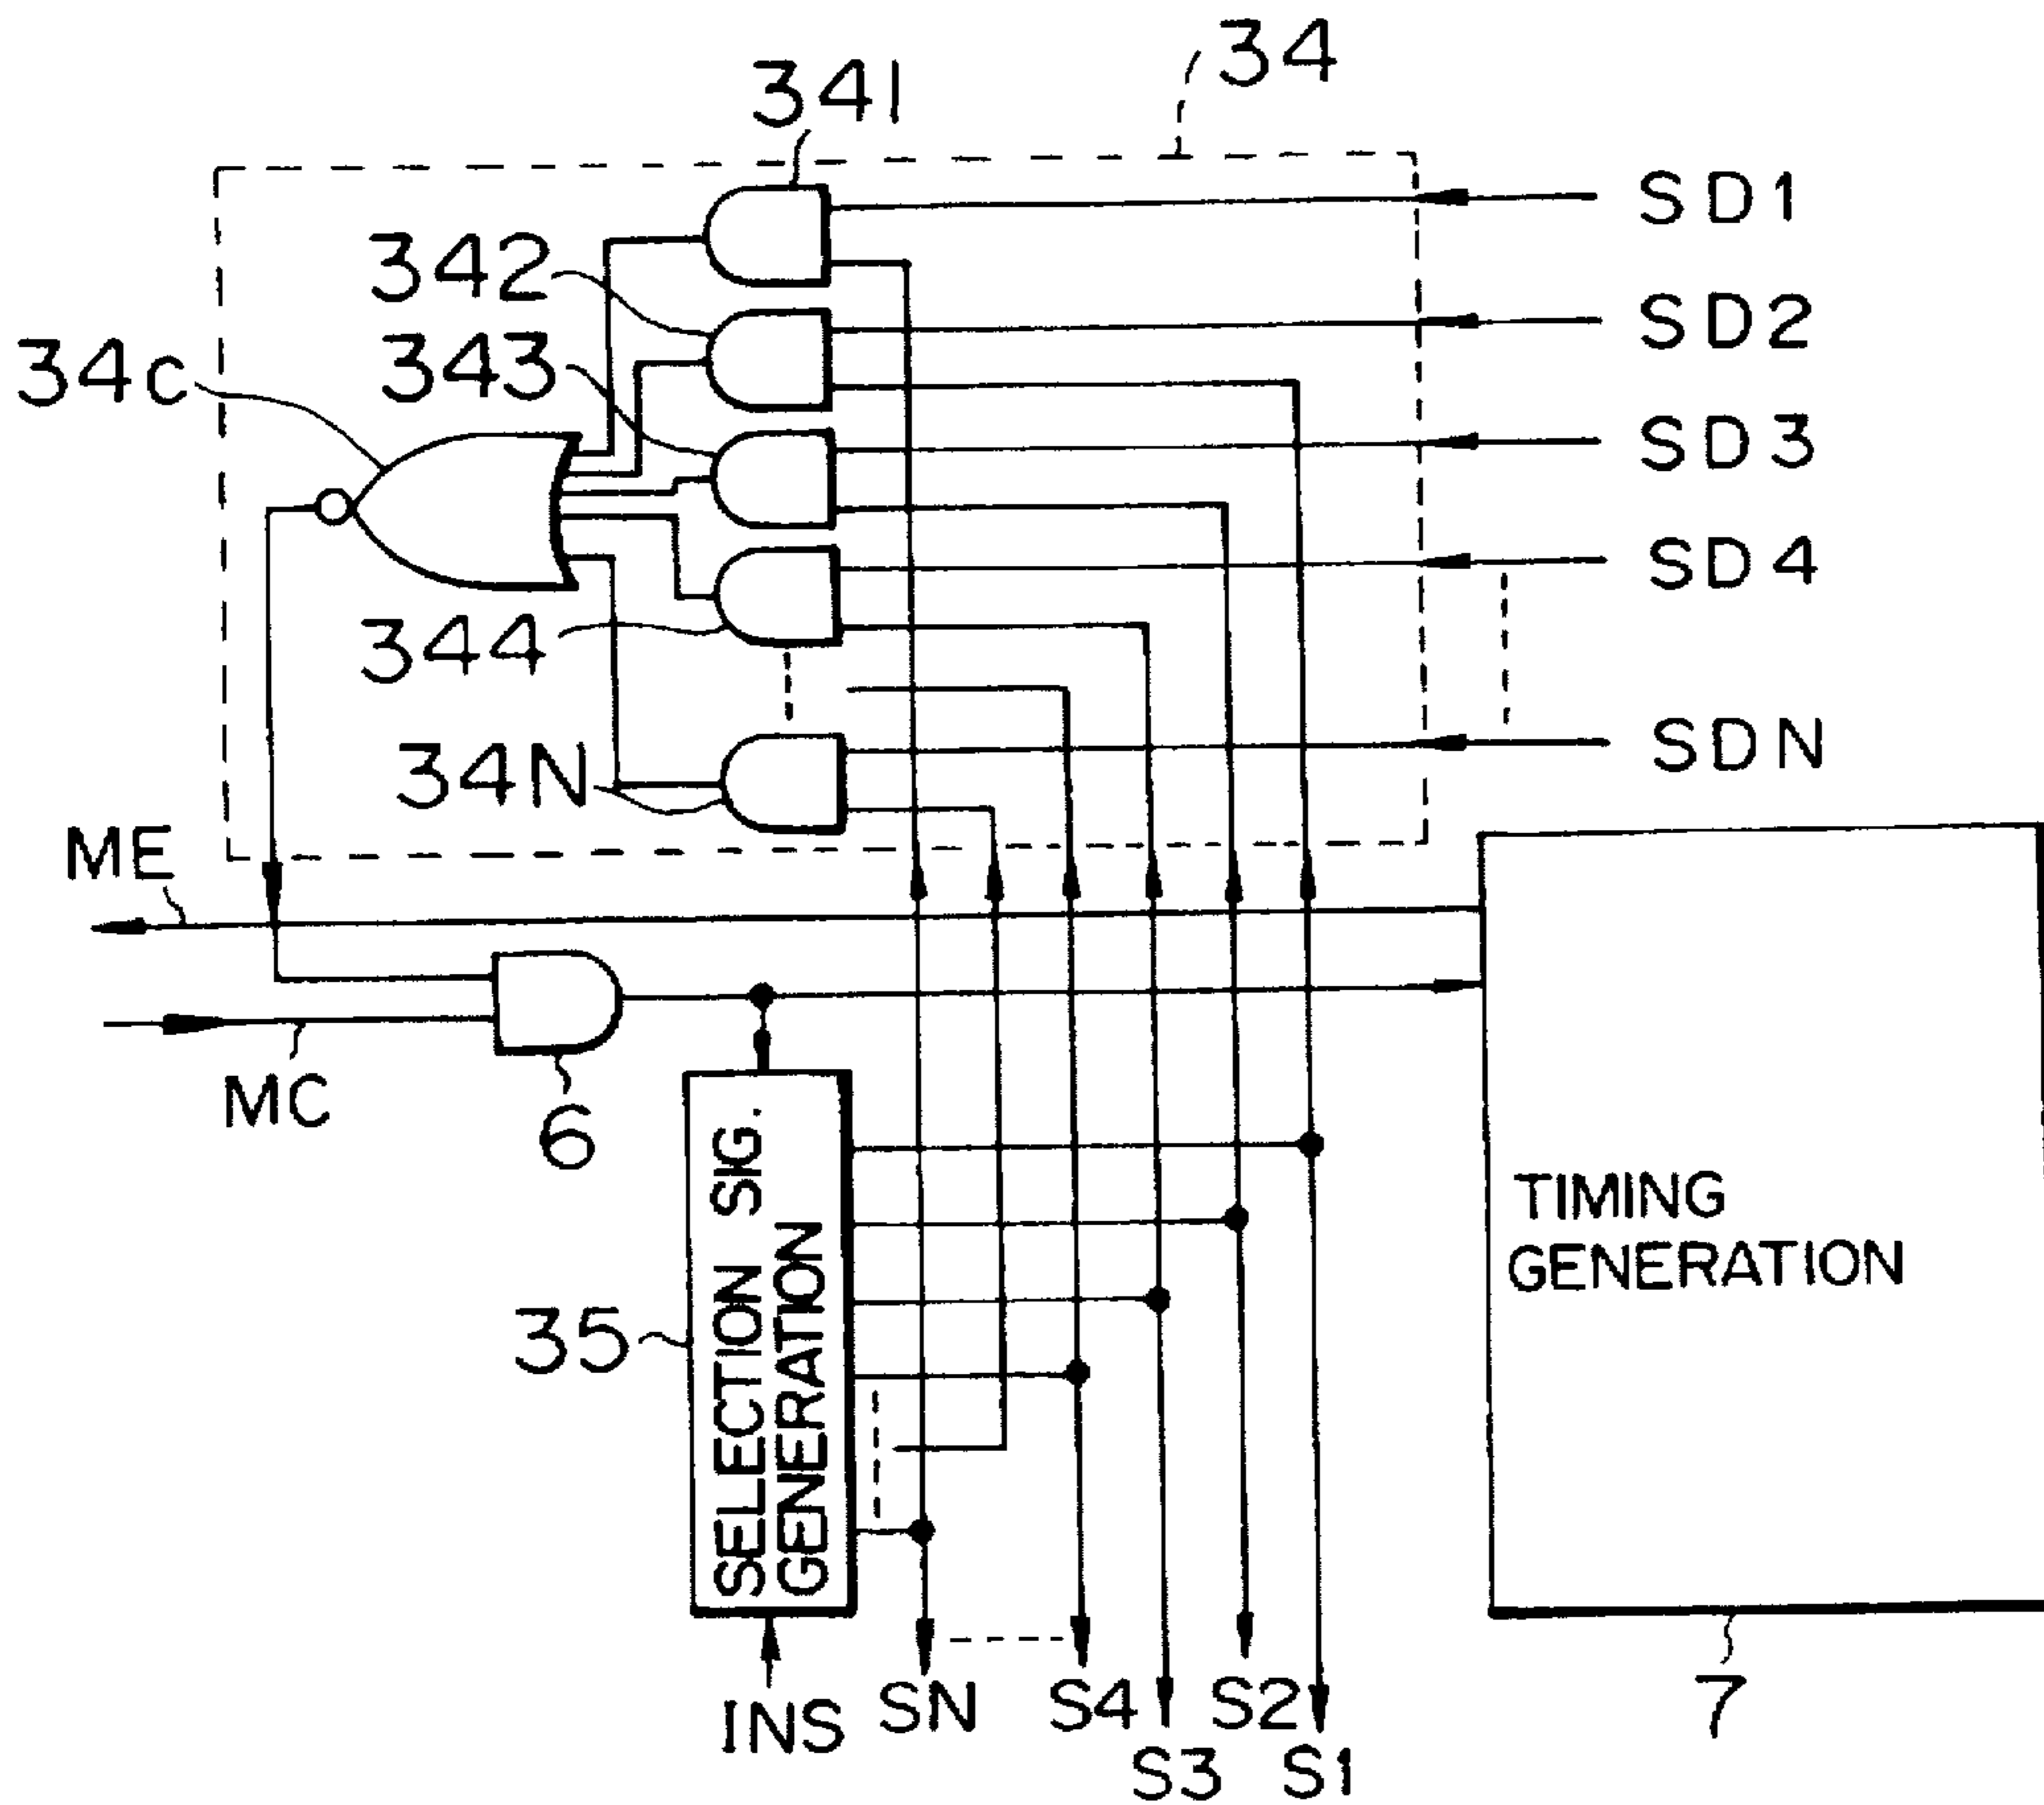 34
341
SD1
342
SD2
343
34c
SD3
SD4
344
34N
SDN
ME
MC
6
SELECTION SIG.
GENERATION
TIMING
GENERATION
35
7
INS
SN
S4
S2
S3
S1